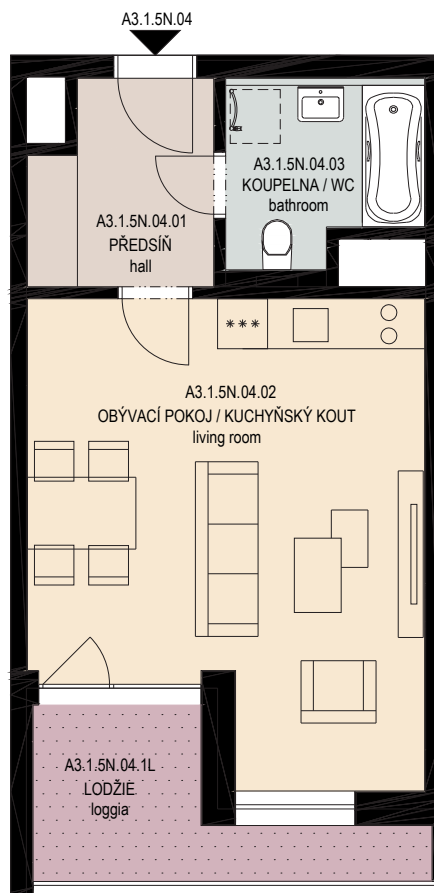 A3.1.5N.04
A3.1.5N.04.03
KOUPELNA / WC
bathroom
A3.1.5N.04.01
PŘEDSÍŇ
hall
***
A3.1.5N.04.02
OBÝVACÍ POKOJ / KUCHYŇSKÝ KOUT
living room
A3.1.5N.04.1L
LODŽIE
loggia